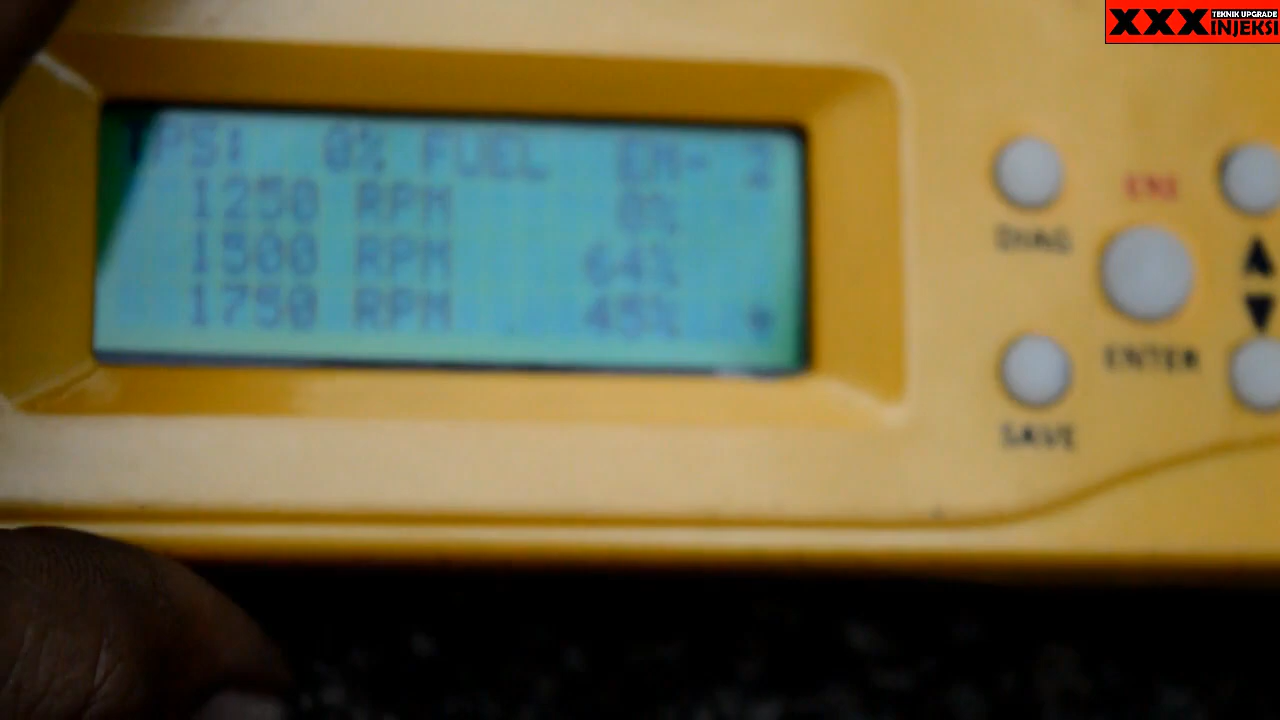 XXX TEKNIK UPGRADE INJEKSI
TPS: 0% FUEL EM- 2
1250 RPM 0%
1500 RPM 64%
1750 RPM 45%
DIAG
ENTER
SAVE